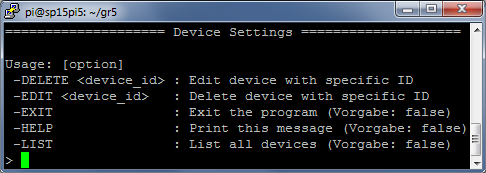 pi@sp15pi5: ~/gr5
==================== Device Settings ====================
Usage: [option]
-DELETE <device_id> : Edit device with specific ID
-EDIT <device_id> : Delete device with specific ID
-EXIT : Exit the program (Vorgabe: false)
-HELP : Print this message (Vorgabe: false)
-LIST : List all devices (Vorgabe: false)
>